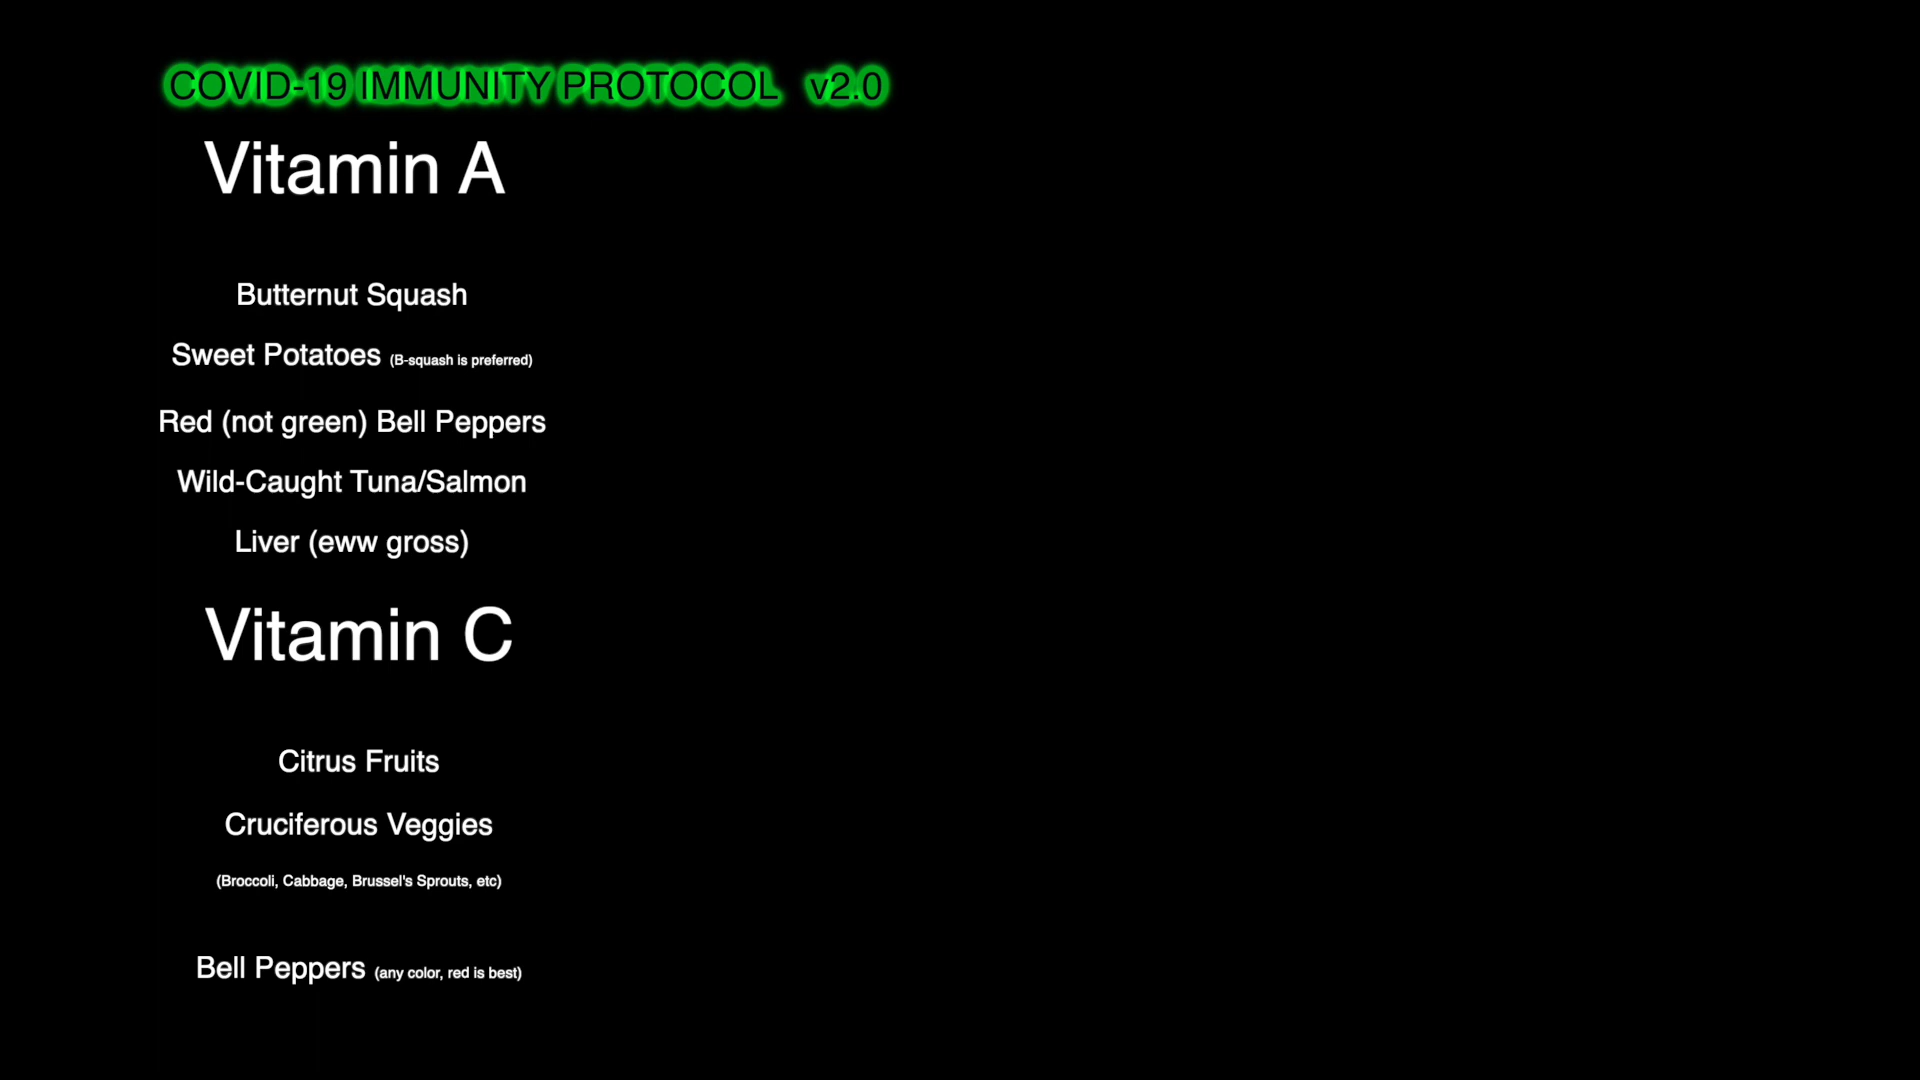 COVID-19 IMMUNITY PROTOCOL v2.0
Vitamin A
Butternut Squash
Sweet Potatoes (B-squash is preferred)
Red (not green) Bell Peppers
Wild-Caught Tuna/Salmon
Liver (eww gross)
Vitamin C
Citrus Fruits
Cruciferous Veggies
(Broccoli, Cabbage, Brussel's Sprouts, etc)
Bell Peppers (any color, red is best)